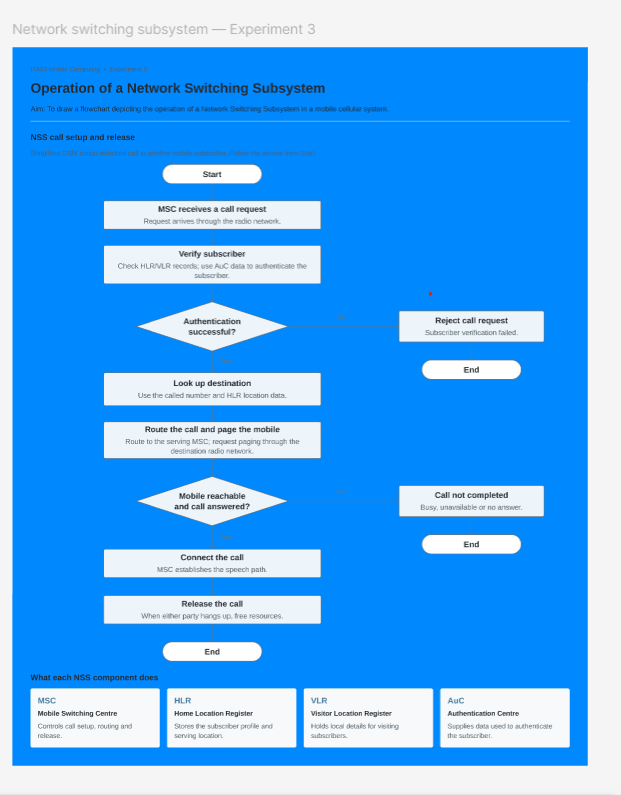 Network switching subsystem — Experiment 3
Operation of a Network Switching Subsystem
Aim: To draw a flowchart depicting the operation of a Network Switching Subsystem in a mobile cellular system.
NSS call setup and release
Start
MSC receives a call request
Request arrives through the radio network.
Verify subscriber
Check HLR/VLR records; use AuC data to authenticate the
subscriber.
Authentication
successful?
Reject call request
Subscriber verification failed.
End
Look up destination
Use the called number and HLR location data.
Route the call and page the mobile
Route to the serving MSC; request paging through the
destination radio network.
Mobile reachable
and call answered?
Call not completed
Busy, unavailable or no answer.
End
Connect the call
MSC establishes the speech path.
Release the call
When either party hangs up, free resources.
End
What each NSS component does
MSC
Mobile Switching Centre
Controls call setup, routing and
release.
HLR
Home Location Register
Stores the subscriber profile and
serving location.
VLR
Visitor Location Register
Holds local details for visiting
subscribers.
AuC
Authentication Centre
Supplies data used to authenticate
the subscriber.